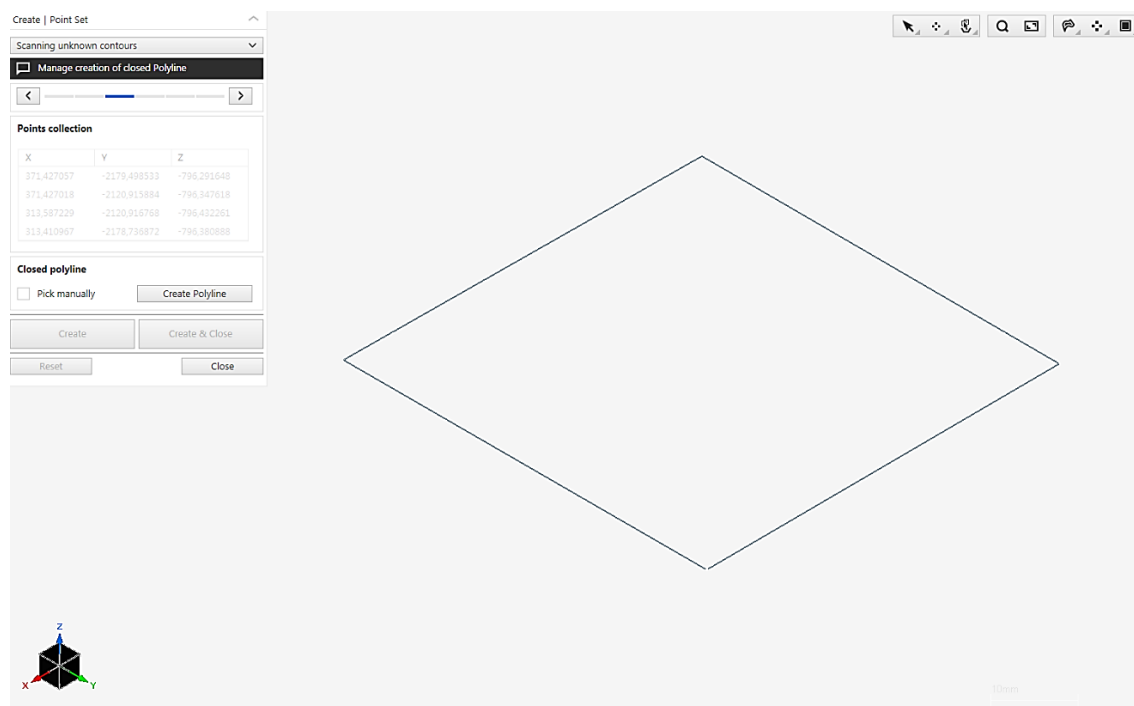 Create | Point Set
Scanning unknown contours
Manage creation of closed Polyline
Points collection
X Y Z
371,427057 -2179,498533 -796,291648
371,427018 -2120,915884 -796,347618
313,587229 -2120,916768 -796,432261
313,410967 -2178,736872 -796,380888
Closed polyline
Pick manually Create Polyline
Create Create & Close
Reset Close
Z
X Y
10mm